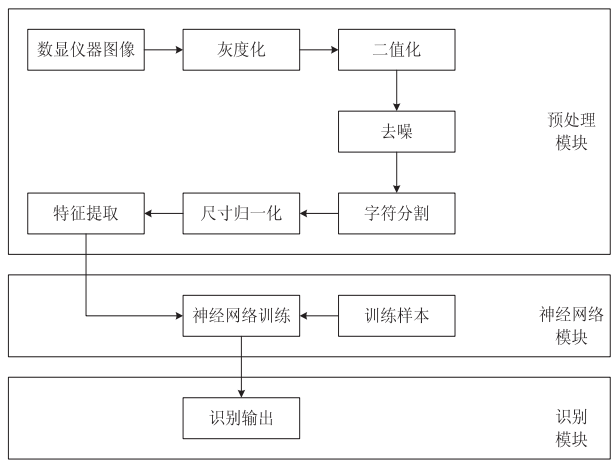 数显仪器图像
灰度化
二值化
去噪
预处理
模块
特征提取
尺寸归一化
字符分割
神经网络训练
训练样本
神经网络
模块
识别输出
识别
模块